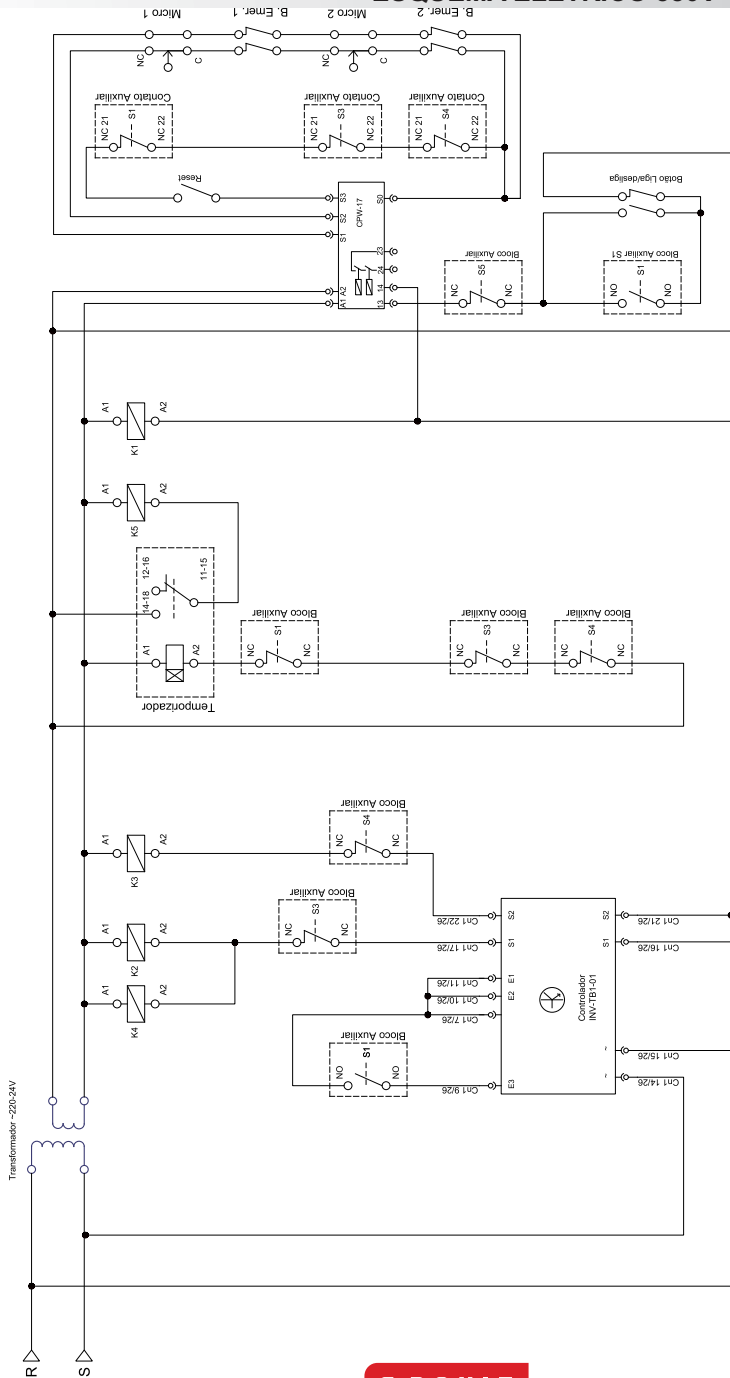 Micro 1
B. Emer. 1
Micro 2
B. Emer. 2
NC
C
NC
C
Contato Auxiliar
NC 21
S1
NC 22
Contato Auxiliar
NC 21
S3
NC 22
Contato Auxiliar
NC 21
S4
NC 22
Reset
S3
S2
S1
A2
A1
CPW-17
S0
23
24
14
13
Bloco Auxiliar
NC
S5
NC
Botão Liga/desliga
Bloco Auxiliar S1
NO
S1
NO
A1
K1
A2
A1
K5
A2
12-16
14-18
11-15
A1
A2
Temporizador
Bloco Auxiliar
NC
S1
NC
Bloco Auxiliar
NC
S3
NC
Bloco Auxiliar
NC
S4
NC
A1
K3
A2
Bloco Auxiliar
NC
S4
NC
A1
K2
A2
Bloco Auxiliar
NC
S3
NC
A1
K4
A2
Bloco Auxiliar
NO
S1
NO
Cn1 22/26
Cn1 17/26
Cn1 11/26
Cn1 10/26
Cn1 7/26
Cn1 9/26
S2
S1
E1
E2
E3
Controlador
INV-TB1-01
S2
S1
~
~
Cn1 21/26
Cn1 16/26
Cn1 15/26
Cn1 14/26
Transformador ~220-24V
R
S